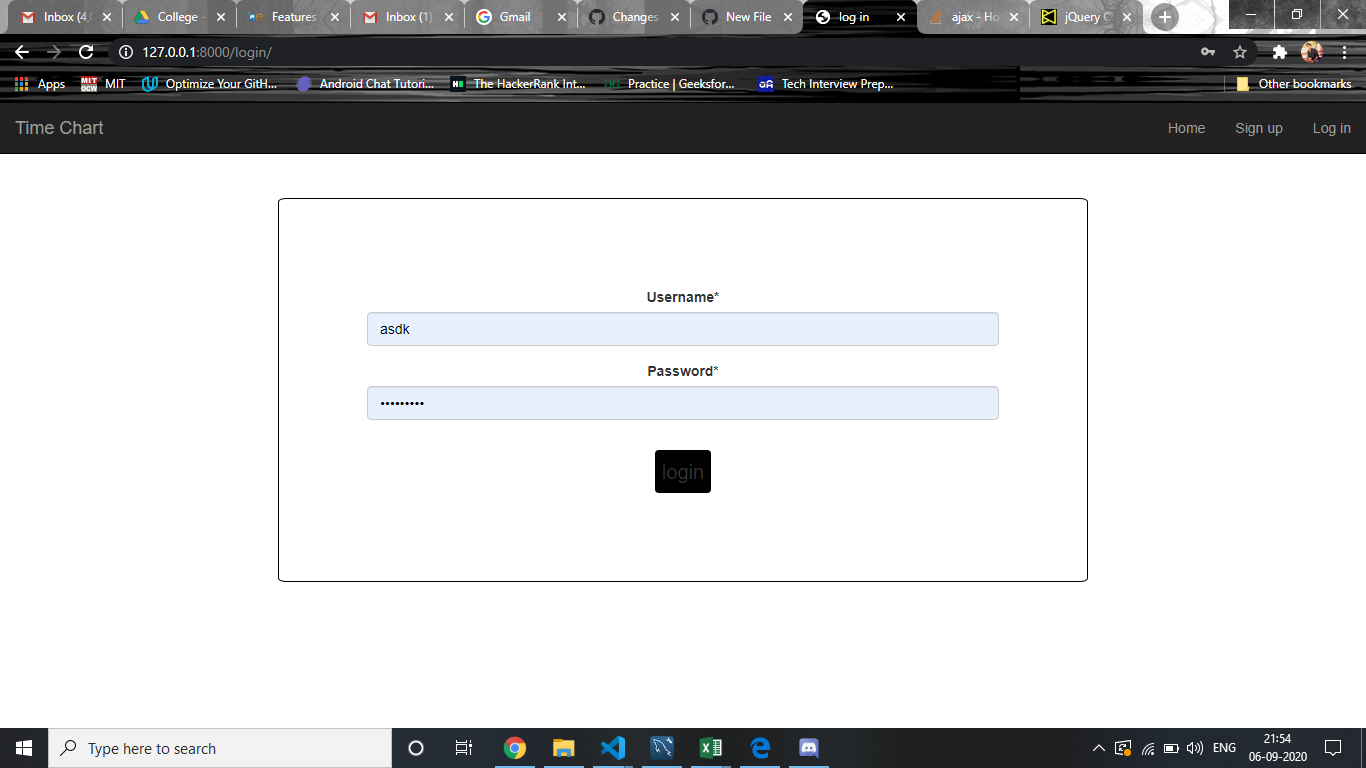 Inbox (4,0 College - Features Inbox (1) Gmail Changes New File log in ajax - Ho jQuery C
127.0.0.1:8000/login/
Apps MIT OCW MIT Optimize Your GitH... Android Chat Tutori... The HackerRank Int... Practice | Geeksfor... Tech Interview Prep... Other bookmarks
Time Chart Home Sign up Log in
Username*
asdk
Password*
•••••••••
login
Type here to search ENG 21:54
06-09-2020